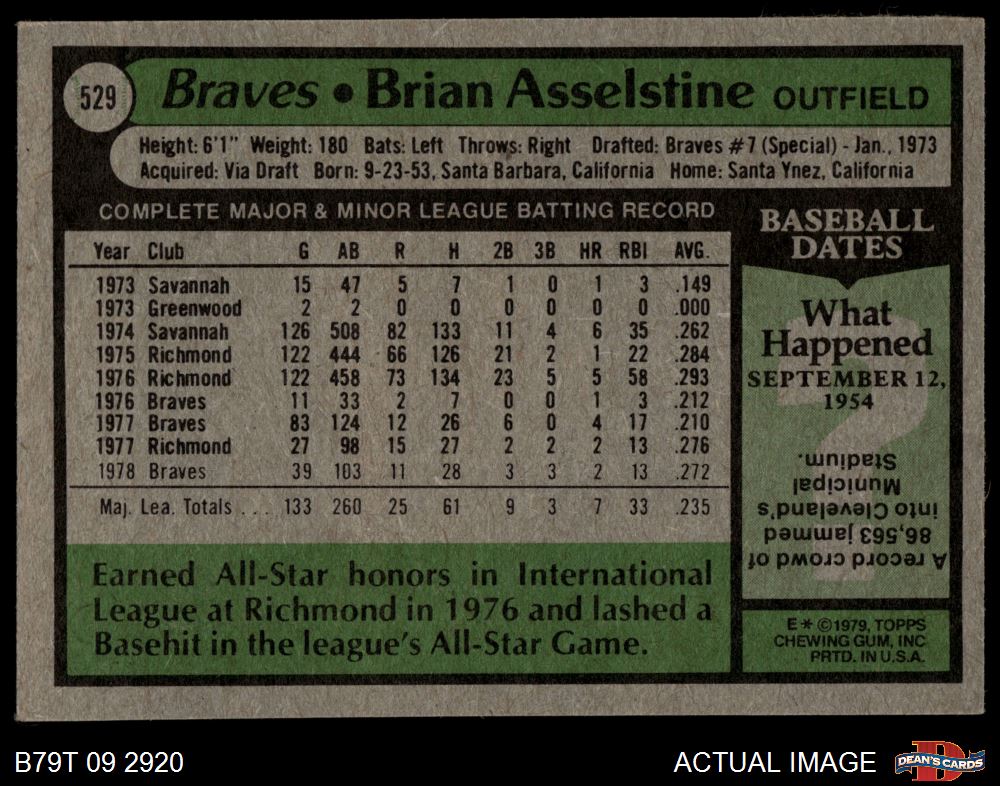 529
Braves • Brian Asselstine OUTFIELD
Height: 6'1" Weight: 180 Bats: Left Throws: Right Drafted: Braves #7 (Special) - Jan., 1973
Acquired: Via Draft Born: 9-23-53, Santa Barbara, California Home: Santa Ynez, California
COMPLETE MAJOR & MINOR LEAGUE BATTING RECORD
Year Club G AB R H 2B 3B HR RBI AVG.
1973 Savannah 15 47 5 7 1 0 1 3 .149
1973 Greenwood 2 2 0 0 0 0 0 0 .000
1974 Savannah 126 508 82 133 11 4 6 35 .262
1975 Richmond 122 444 66 126 21 2 1 22 .284
1976 Richmond 122 458 73 134 23 5 5 58 .293
1976 Braves 11 33 2 7 0 0 1 3 .212
1977 Braves 83 124 12 26 6 0 4 17 .210
1977 Richmond 27 98 15 27 2 2 2 13 .276
1978 Braves 39 103 11 28 3 3 2 13 .272
Maj. Lea. Totals . . . 133 260 25 61 9 3 7 33 .235
Earned All-Star honors in International
League at Richmond in 1976 and lashed a
Basehit in the league's All-Star Game.
BASEBALL
DATES
What
Happened
SEPTEMBER 12,
1954
A record crowd of
86,563 jammed
into Cleveland's
Municipal
Stadium.
E* ©1979, TOPPS
CHEWING GUM, INC
PRTD. IN U.S.A.
B79T 09 2920
ACTUAL IMAGE
DEAN'S CARDS